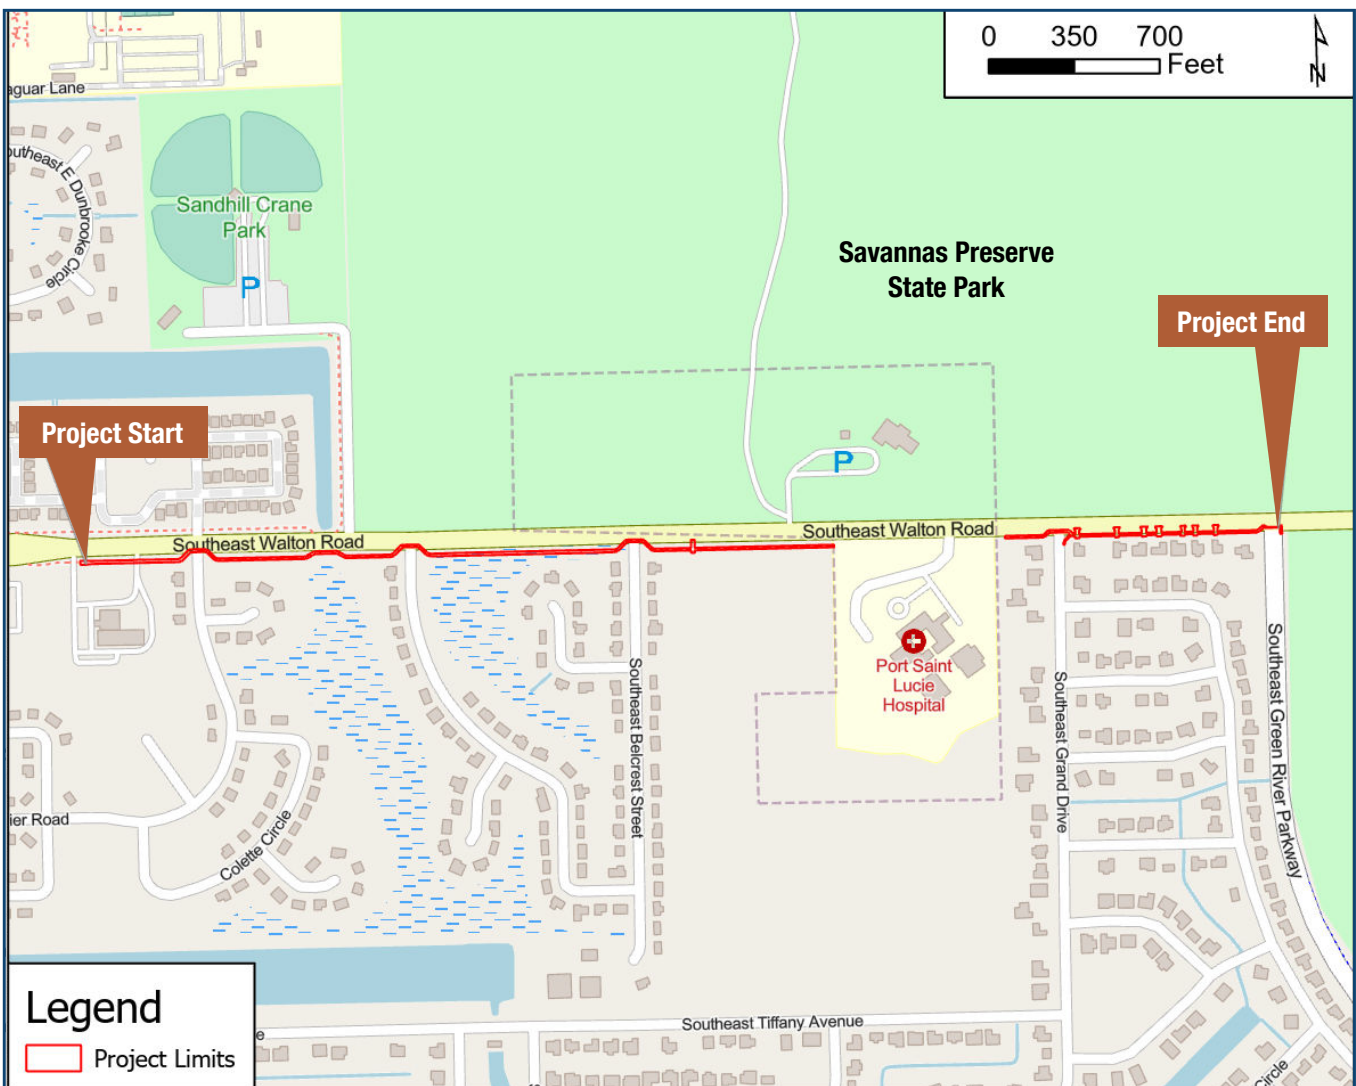 0 350 700
Feet
N
aguar Lane
outheast E Dunbrooke Circle
Sandhill Crane
Park
P
Savannas Preserve
State Park
Project End
Project Start
P
Southeast Walton Road
Southeast Walton Road
Port Saint
Lucie
Hospital
Southeast Belcrest Street
Southeast Grand Drive
Southeast Green River Parkway
ier Road
Colette Circle
Southeast Tiffany Avenue
e
Circle
Legend
Project Limits